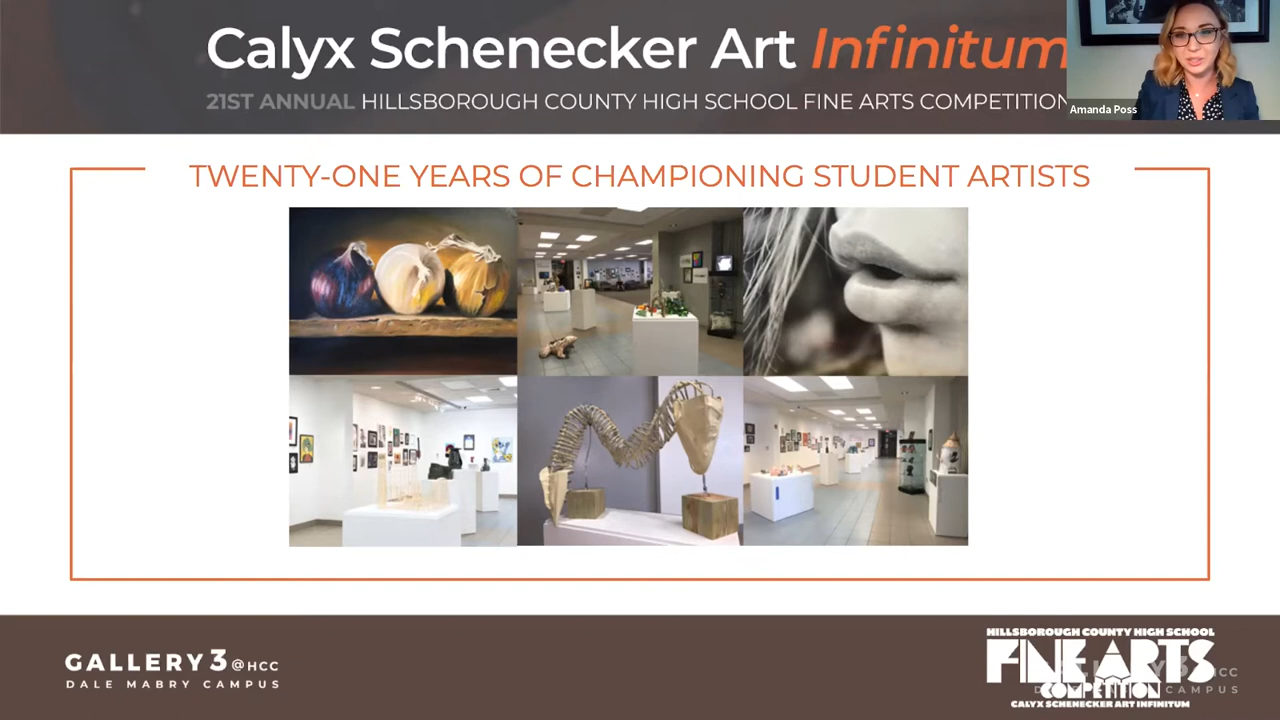 Calyx Schenecker Art Infinitum
21ST ANNUAL HILLSBOROUGH COUNTY HIGH SCHOOL FINE ARTS COMPETITION
Amanda Poss
TWENTY-ONE YEARS OF CHAMPIONING STUDENT ARTISTS
GALLERY3@HCC
DALE MABRY CAMPUS
HILLSBOROUGH COUNTY HIGH SCHOOL
FINE ARTS
COMPETITION
CALYX SCHENECKER ART INFINITUM
CAMPUS